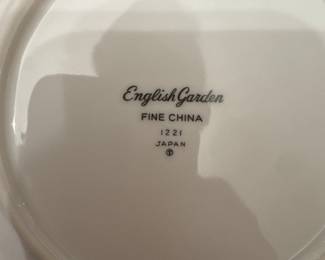 English Garden
FINE CHINA
1221
JAPAN